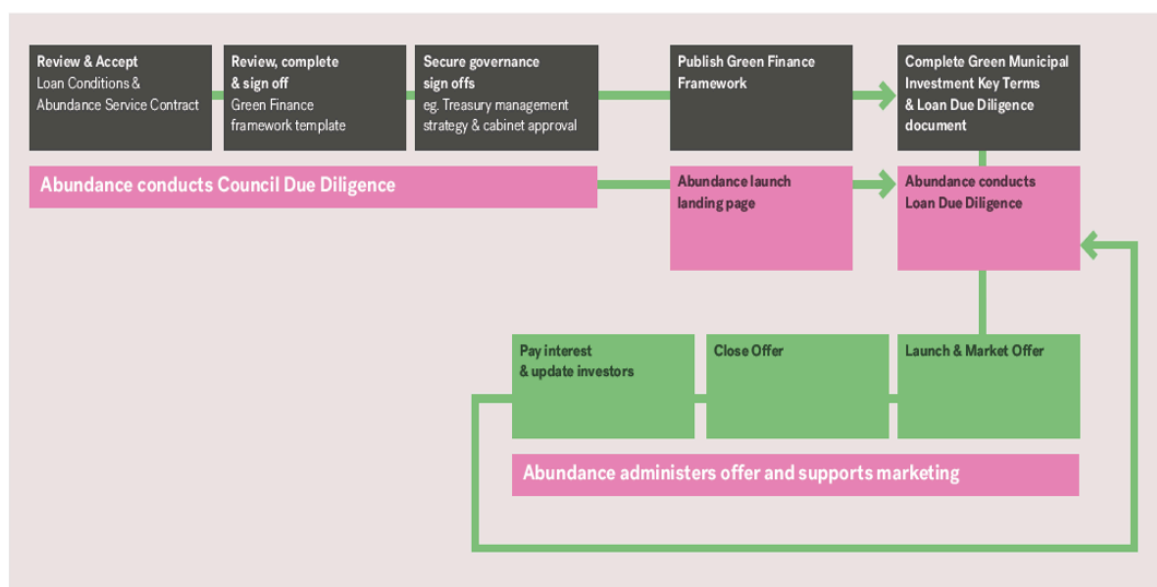 Review & Accept
Loan Conditions &
Abundance Service Contract
Review, complete
& sign off
Green Finance
framework template
Secure governance
sign offs
eg. Treasury management
strategy & cabinet approval
Publish Green Finance
Framework
Complete Green Municipal
Investment Key Terms
& Loan Due Diligence
document
Abundance conducts Council Due Diligence
Abundance launch
landing page
Abundance conducts
Loan Due Diligence
Pay interest
& update investors
Close Offer
Launch & Market Offer
Abundance administers offer and supports marketing